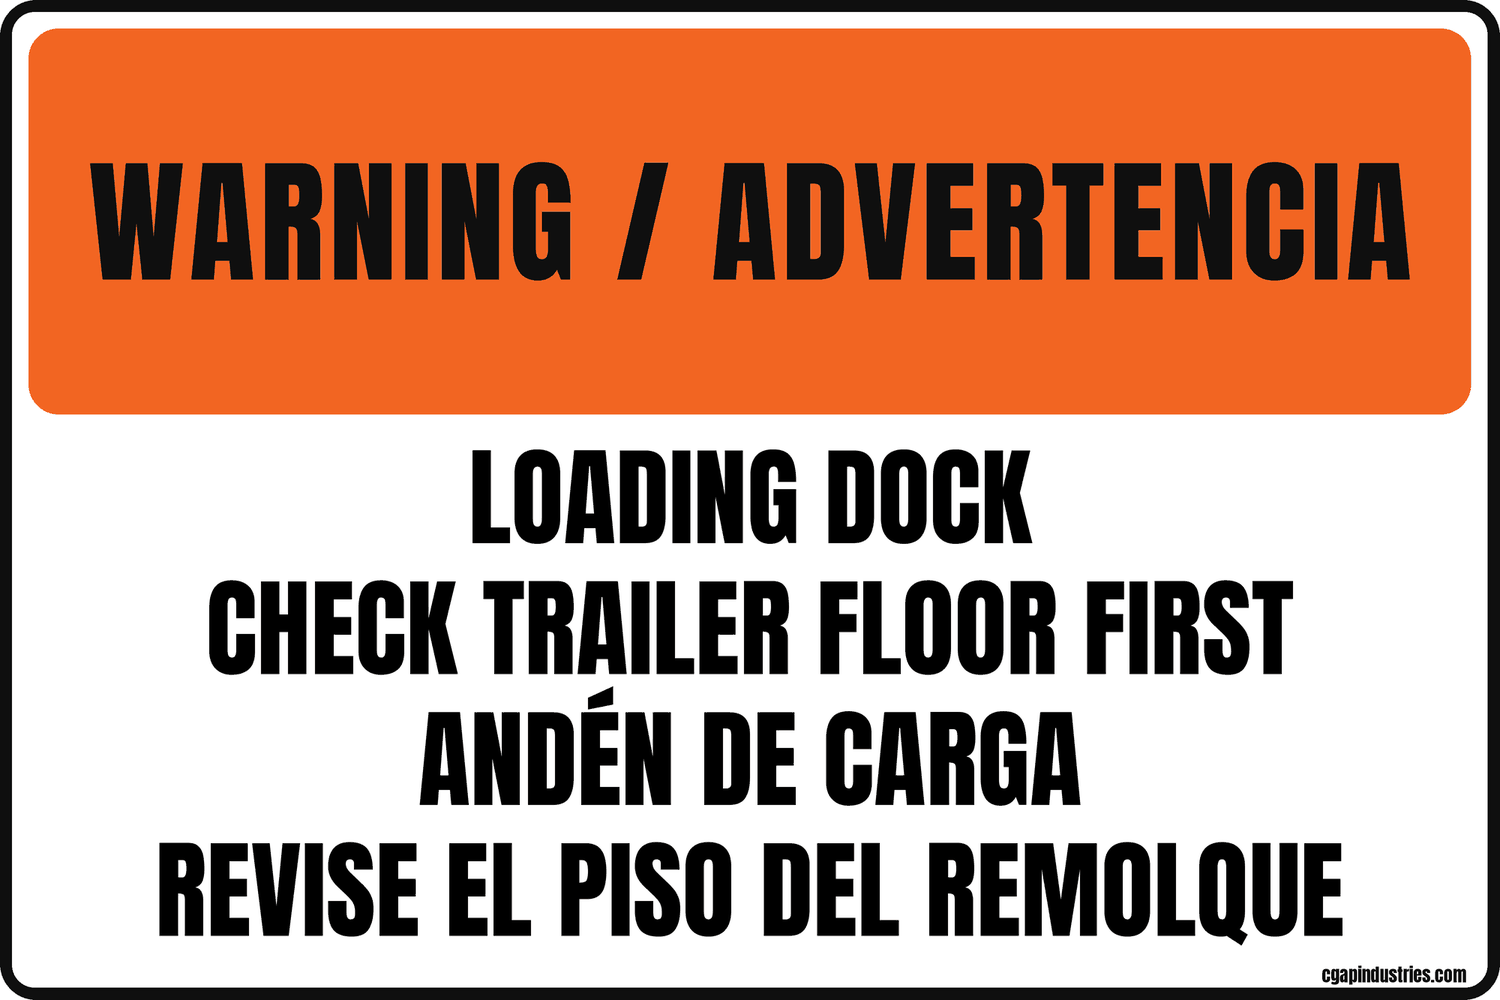 WARNING / ADVERTENCIA
LOADING DOCK
CHECK TRAILER FLOOR FIRST
ANDÉN DE CARGA
REVISE EL PISO DEL REMOLQUE
cgapindustries.com